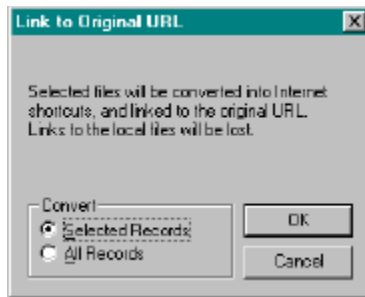 Link to Original URL
Selected files will be converted into Internet
shortcuts, and linked to the original URL.
Links to the local files will be lost.
Convert
Selected Records
All Records
OK
Cancel